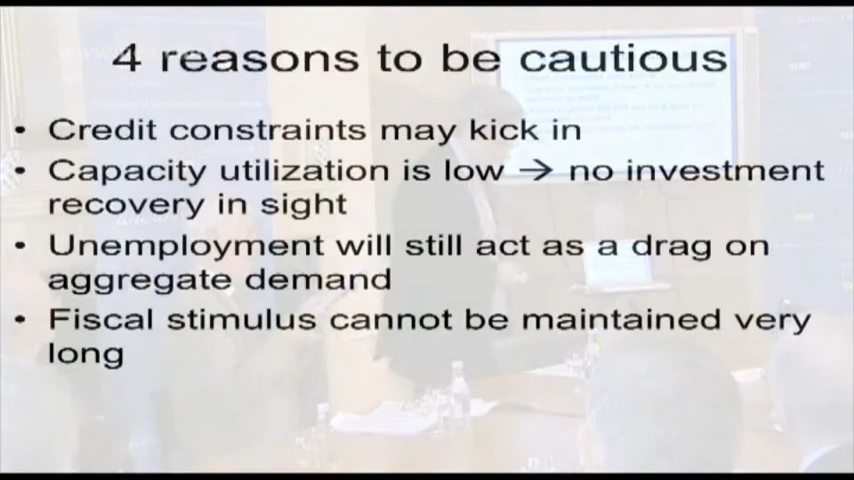 4 reasons to be cautious
• Credit constraints may kick in
• Capacity utilization is low → no investment
recovery in sight
• Unemployment will still act as a drag on
aggregate demand
• Fiscal stimulus cannot be maintained very
long